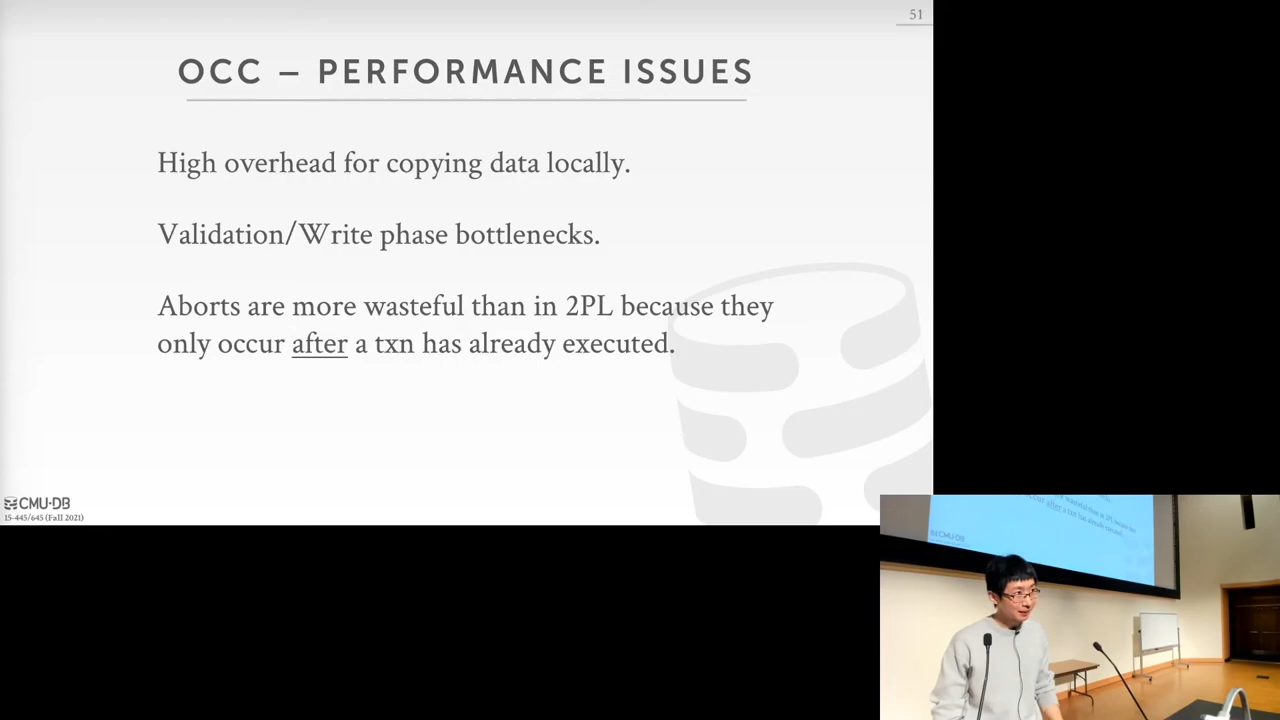 51
OCC – PERFORMANCE ISSUES
High overhead for copying data locally.
Validation/Write phase bottlenecks.
Aborts are more wasteful than in 2PL because they
only occur after a txn has already executed.
CMU·DB
15-445/645 (Fall 2021)